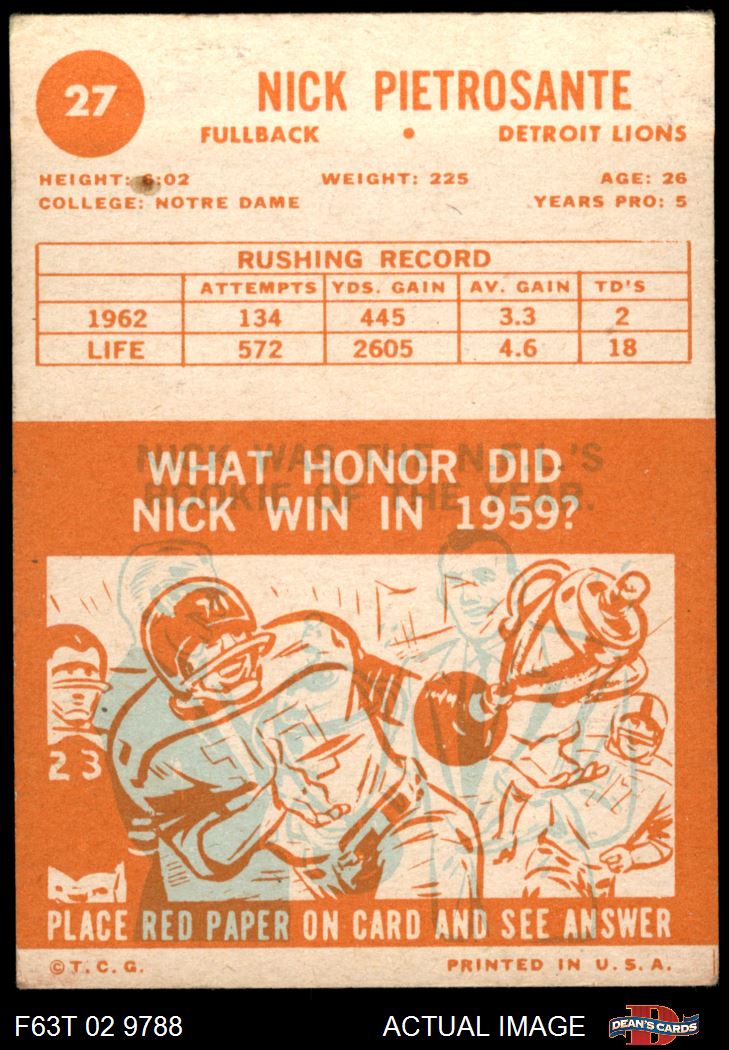 27
NICK PIETROSANTE
FULLBACK • DETROIT LIONS
HEIGHT: 6:02 WEIGHT: 225 AGE: 26
COLLEGE: NOTRE DAME YEARS PRO: 5
RUSHING RECORD
ATTEMPTS YDS. GAIN AV. GAIN TD'S
1962 134 445 3.3 2
LIFE 572 2605 4.6 18
NICK WAS THE N.F.L.'S
ROOKIE OF THE YEAR.
WHAT HONOR DID
NICK WIN IN 1959?
23
PLACE RED PAPER ON CARD AND SEE ANSWER
© T.C.G. PRINTED IN U.S.A.
F63T 02 9788 ACTUAL IMAGE DEAN'S CARDS